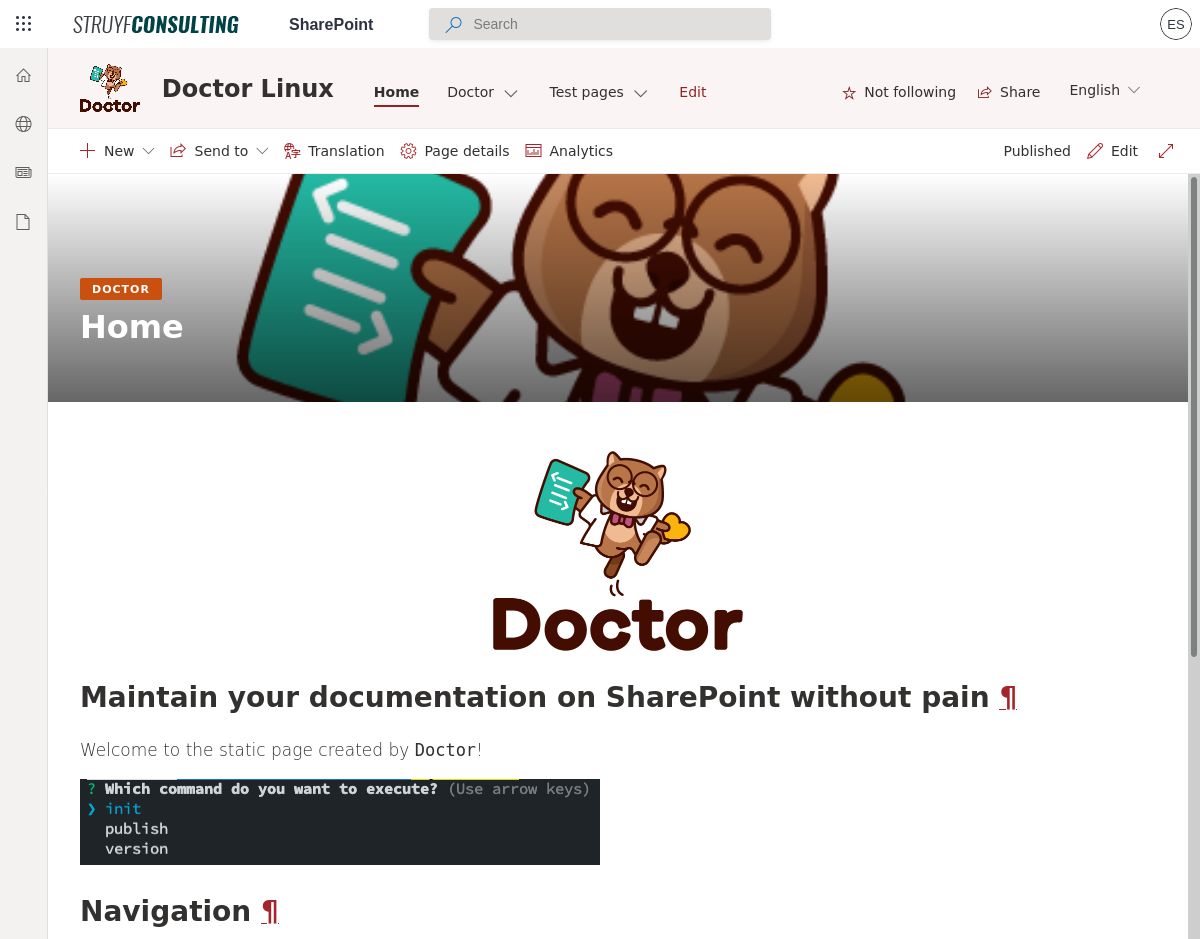 STRUYFCONSULTING SharePoint Search ES
Doctor Doctor Linux Home Doctor Test pages Edit Not following Share English
New Send to Translation Page details Analytics Published Edit
DOCTOR
Home
Doctor
Maintain your documentation on SharePoint without pain ¶
Welcome to the static page created by Doctor!
? Which command do you want to execute? (Use arrow keys)
❯ init
publish
version
Navigation ¶